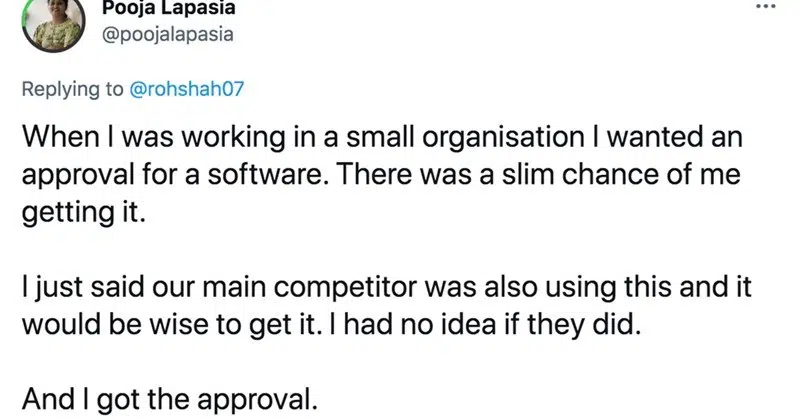 Pooja Lapasia
@poojalapasia
Replying to @rohshah07
When I was working in a small organisation I wanted an
approval for a software. There was a slim chance of me
getting it.
I just said our main competitor was also using this and it
would be wise to get it. I had no idea if they did.
And I got the approval.